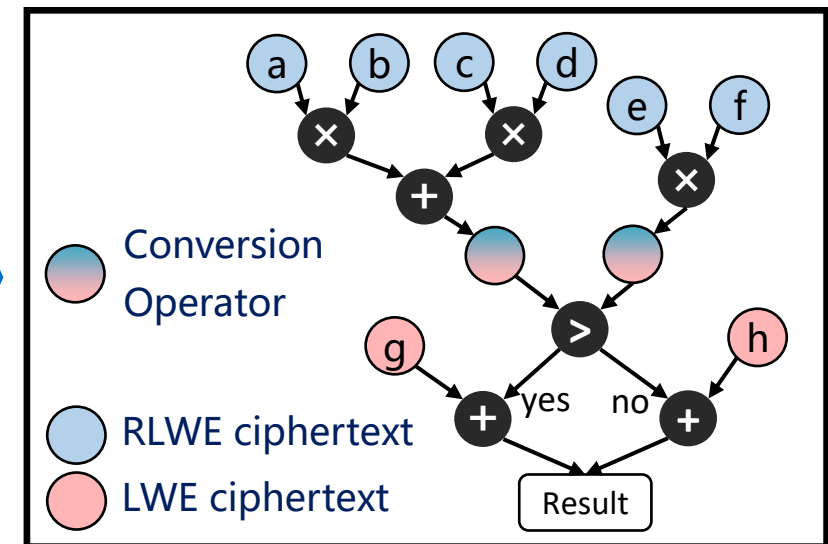 a b c d
e f
× ×
×
+
Conversion
Operator
>
g h
+ yes no +
RLWE ciphertext
LWE ciphertext
Result